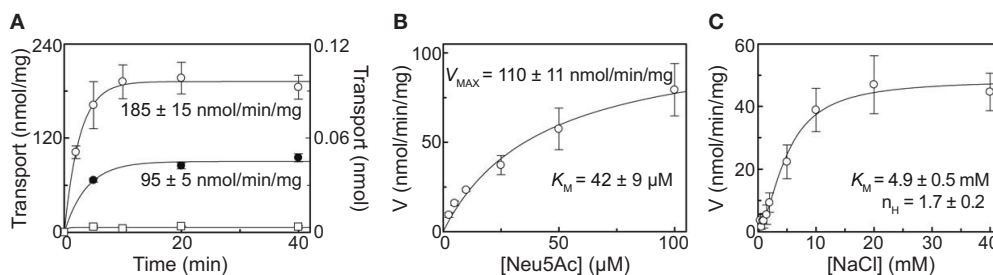 A
Transport (nmol/mg)
240
120
0
185 ± 15 nmol/min/mg
95 ± 5 nmol/min/mg
0.12
0.06
0
Transport (nmol)
0 10 20 30 40
Time (min)
B
V (nmol/min/mg)
100
75
50
25
0
V_MAX = 110 ± 11 nmol/min/mg
K_M = 42 ± 9 µM
0 25 50 75 100
[Neu5Ac] (µM)
C
V (nmol/min/mg)
60
40
20
0
K_M = 4.9 ± 0.5 mM
n_H = 1.7 ± 0.2
0 10 20 30 40
[NaCl] (mM)